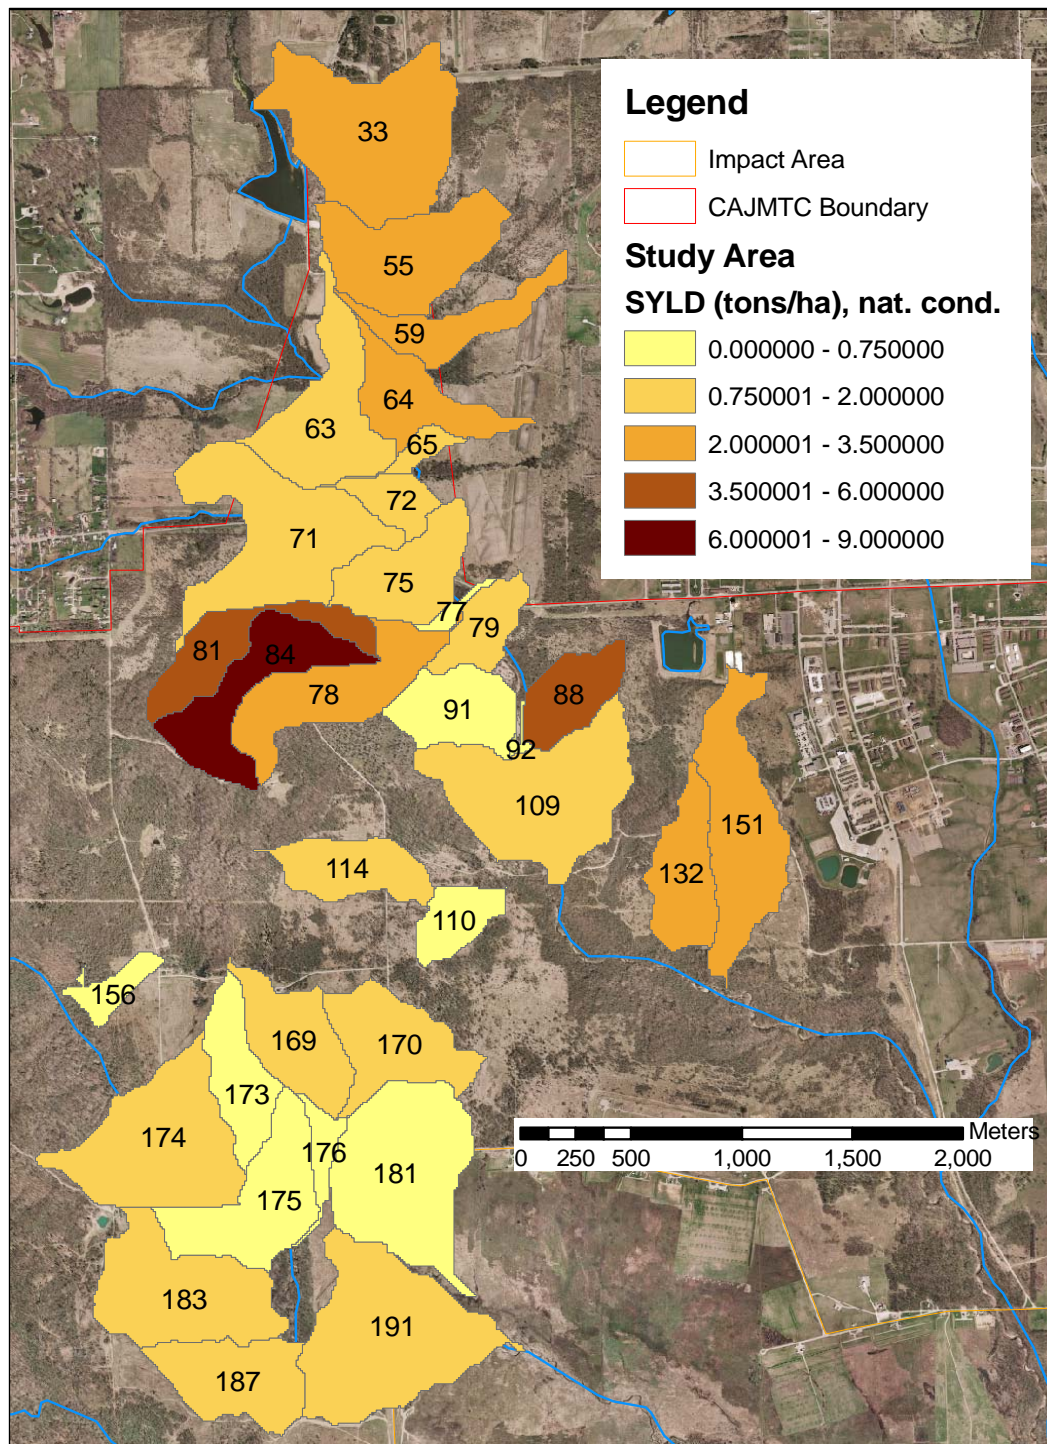 Legend
Impact Area
CAJMTC Boundary
Study Area
SYLD (tons/ha), nat. cond.
0.000000 - 0.750000
0.750001 - 2.000000
2.000001 - 3.500000
3.500001 - 6.000000
6.000001 - 9.000000
33
55
59
64
63
65
72
71
75
77
79
81
84
78
91
88
92
109
151
132
114
110
156
169
170
173
174
176
181
175
183
191
187
Meters
0 250 500 1,000 1,500 2,000